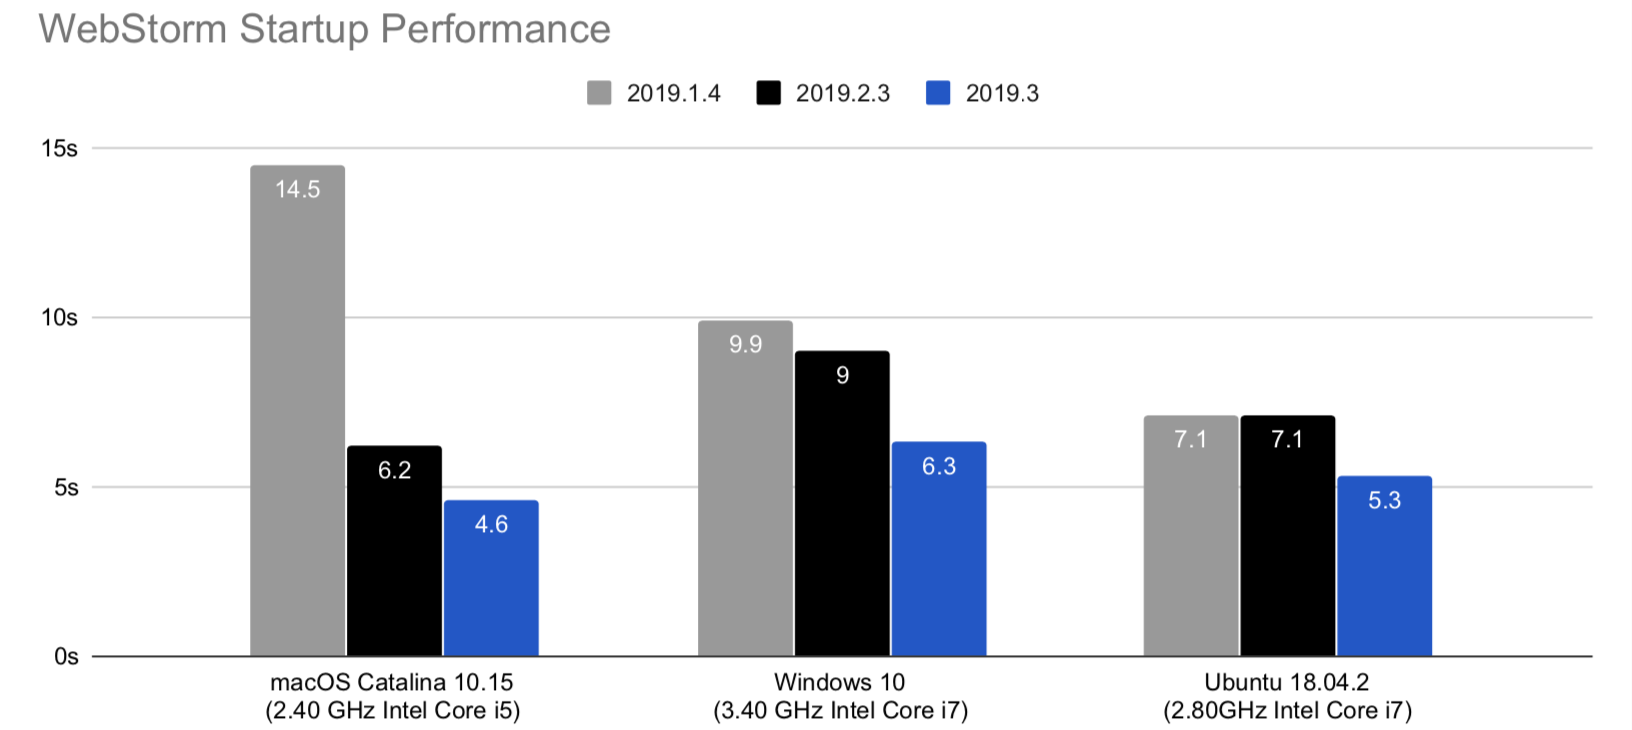 WebStorm Startup Performance
2019.1.4 2019.2.3 2019.3
15s
14.5
10s
9.9
9
7.1 7.1
6.2
6.3
5s
4.6
5.3
0s
macOS Catalina 10.15 Windows 10 Ubuntu 18.04.2
(2.40 GHz Intel Core i5) (3.40 GHz Intel Core i7) (2.80GHz Intel Core i7)